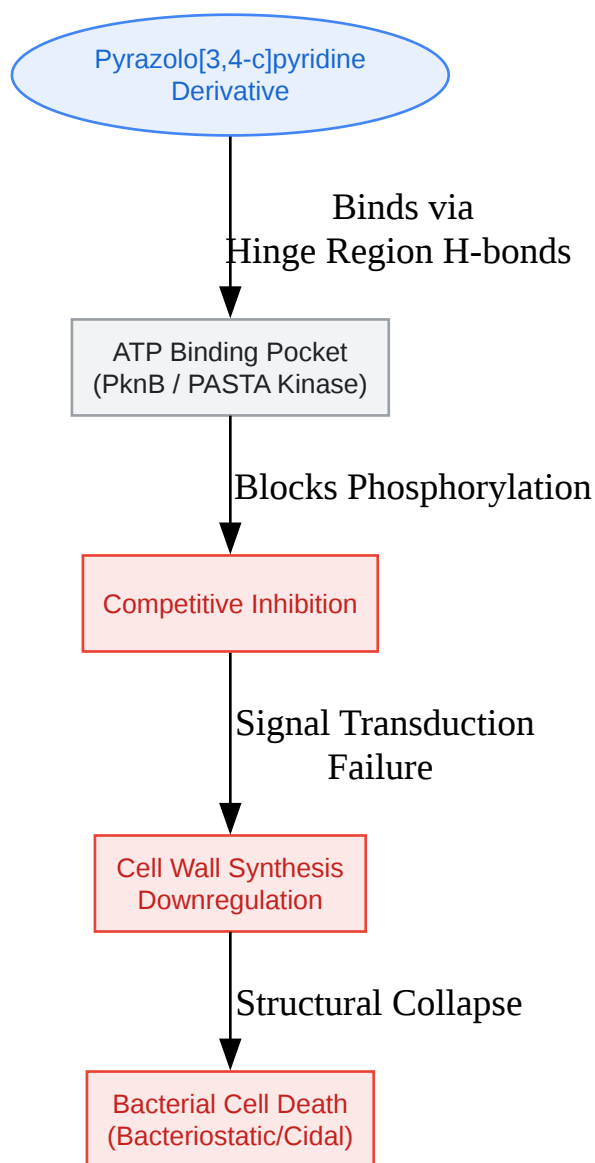 Pyrazolo[3,4-c]pyridine
Derivative
Binds via
Hinge Region H-bonds
ATP Binding Pocket
(PknB / PASTA Kinase)
Blocks Phosphorylation
Competitive Inhibition
Signal Transduction
Failure
Cell Wall Synthesis
Downregulation
Structural Collapse
Bacterial Cell Death
(Bacteriostatic/Cidal)